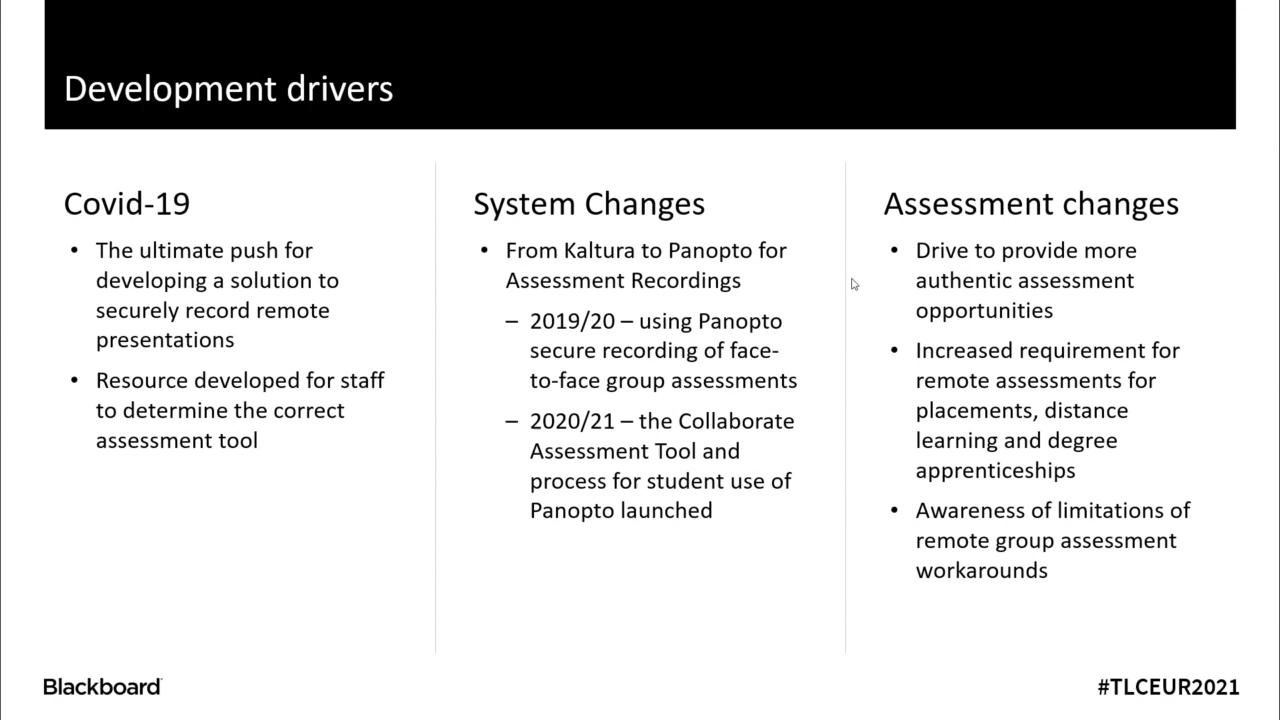 Development drivers
Covid-19
• The ultimate push for
developing a solution to
securely record remote
presentations
• Resource developed for staff
to determine the correct
assessment tool
System Changes
• From Kaltura to Panopto for
Assessment Recordings
– 2019/20 – using Panopto
secure recording of face-
to-face group assessments
– 2020/21 – the Collaborate
Assessment Tool and
process for student use of
Panopto launched
Assessment changes
• Drive to provide more
authentic assessment
opportunities
• Increased requirement for
remote assessments for
placements, distance
learning and degree
apprenticeships
• Awareness of limitations of
remote group assessment
workarounds
Blackboard
#TLCEUR2021